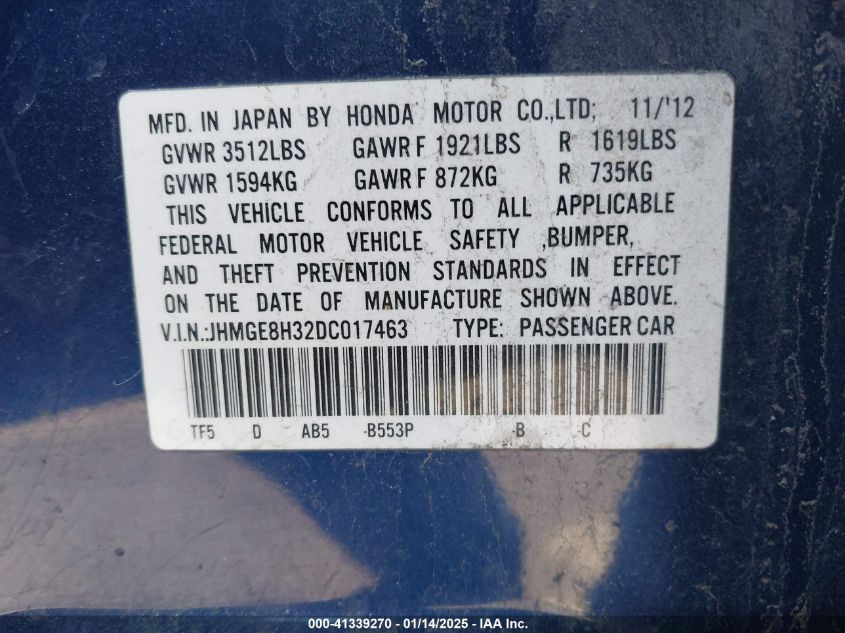 MFD. IN JAPAN BY HONDA MOTOR CO.,LTD; 11/'12
GVWR 3512LBS GAWR F 1921LBS R 1619LBS
GVWR 1594KG GAWR F 872KG R 735KG
THIS VEHICLE CONFORMS TO ALL APPLICABLE
FEDERAL MOTOR VEHICLE SAFETY ,BUMPER,
AND THEFT PREVENTION STANDARDS IN EFFECT
ON THE DATE OF MANUFACTURE SHOWN ABOVE.
V.I.N.:JHMGE8H32DC017463 TYPE: PASSENGER CAR
TF5 D AB5 -B553P -B -C
000-41339270 - 01/14/2025 - IAA Inc.